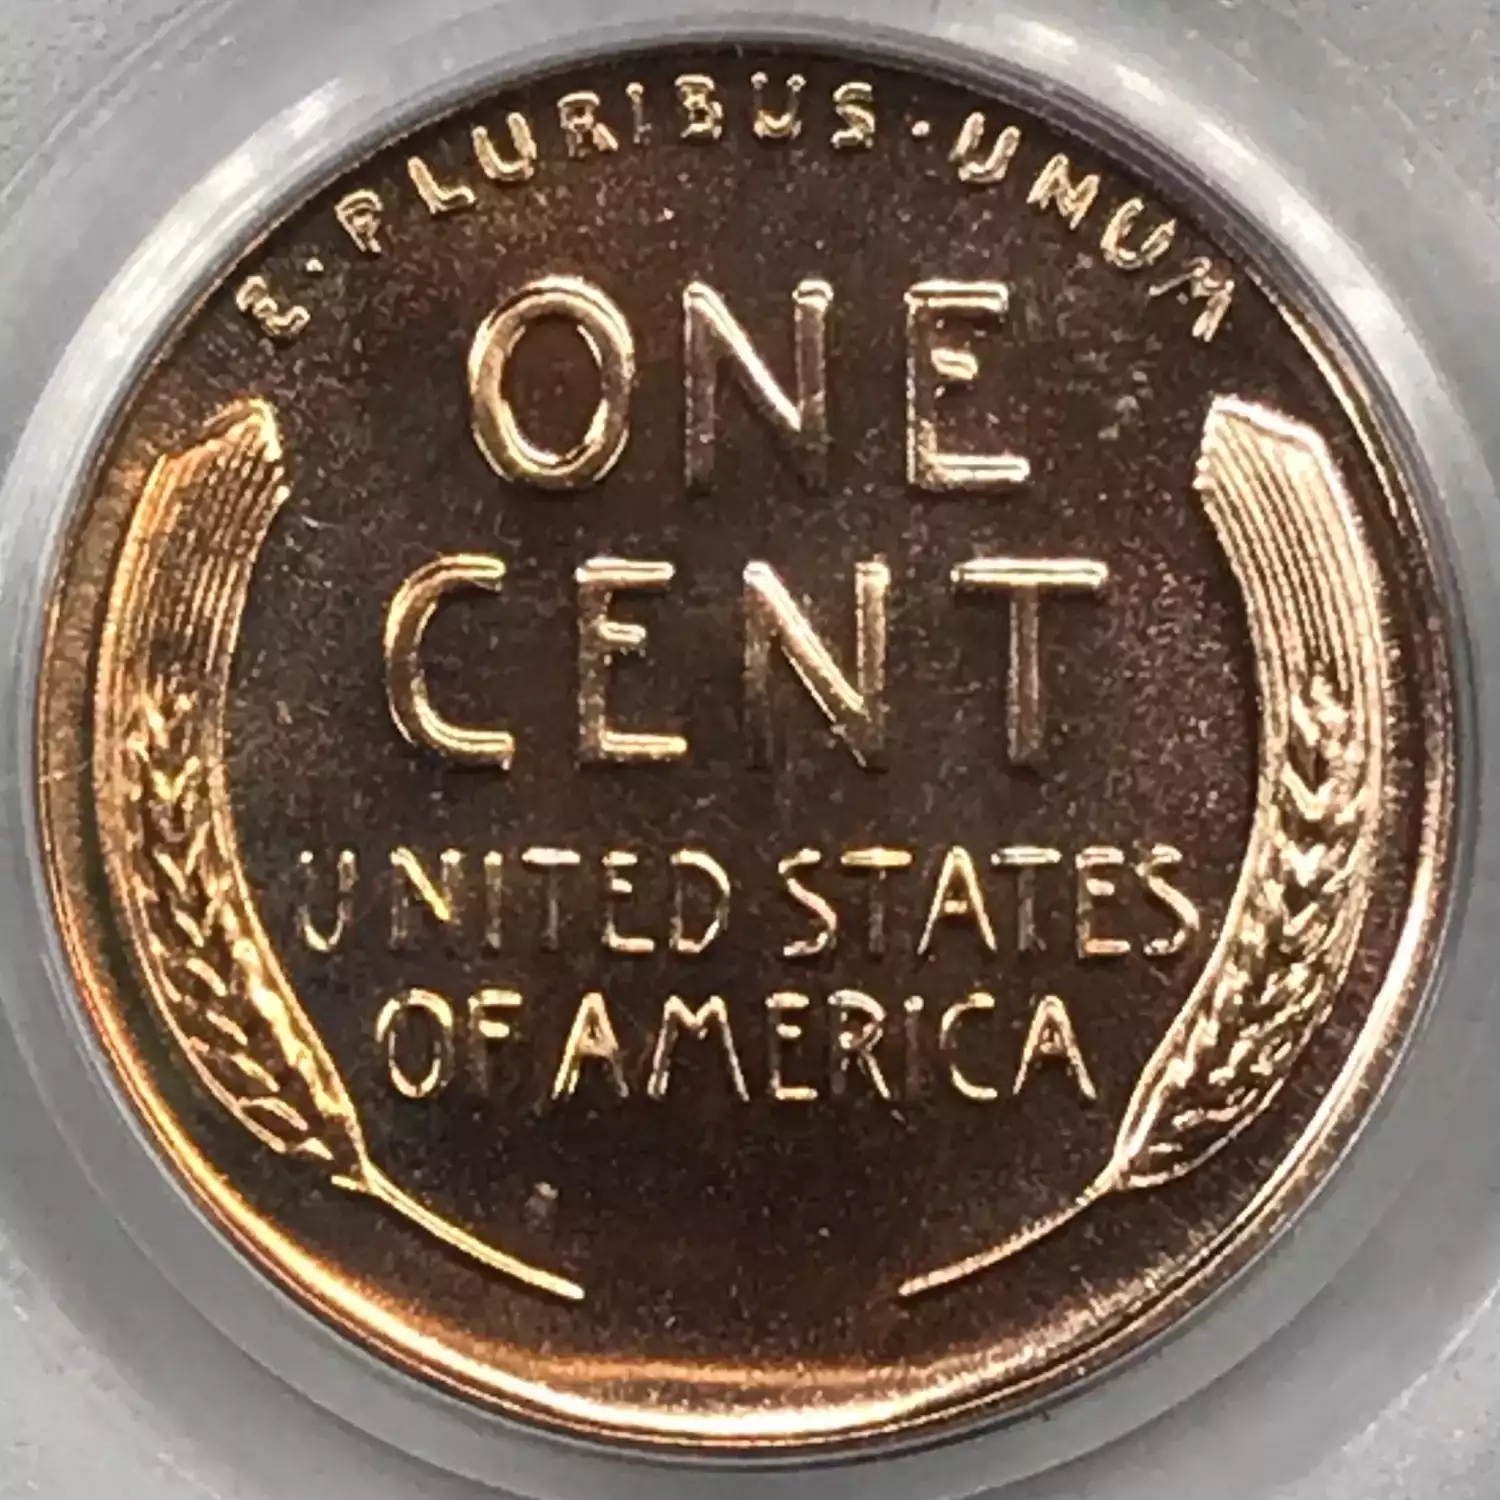 E · PLURIBUS · UNUM
ONE
CENT
UNITED STATES
OF AMERICA